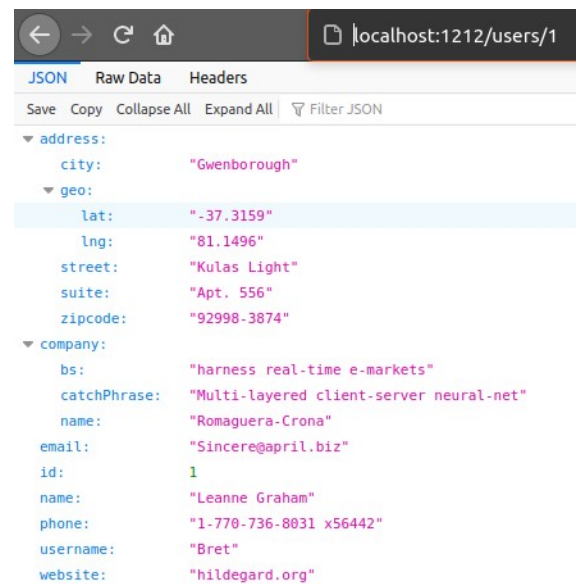 localhost:1212/users/1
JSON Raw Data Headers
Save Copy Collapse All Expand All Filter JSON
address:
city: "Gwenborough"
geo:
lat: "-37.3159"
lng: "81.1496"
street: "Kulas Light"
suite: "Apt. 556"
zipcode: "92998-3874"
company:
bs: "harness real-time e-markets"
catchPhrase: "Multi-layered client-server neural-net"
name: "Romaguera-Crona"
email: "Sincere@april.biz"
id: 1
name: "Leanne Graham"
phone: "1-770-736-8031 x56442"
username: "Bret"
website: "hildegard.org"